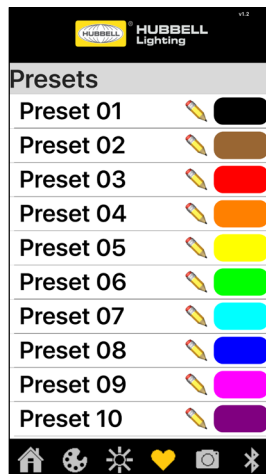 v1.2
HUBBELL
HUBBELL
Lighting
Presets
Preset 01
Preset 02
Preset 03
Preset 04
Preset 05
Preset 06
Preset 07
Preset 08
Preset 09
Preset 10